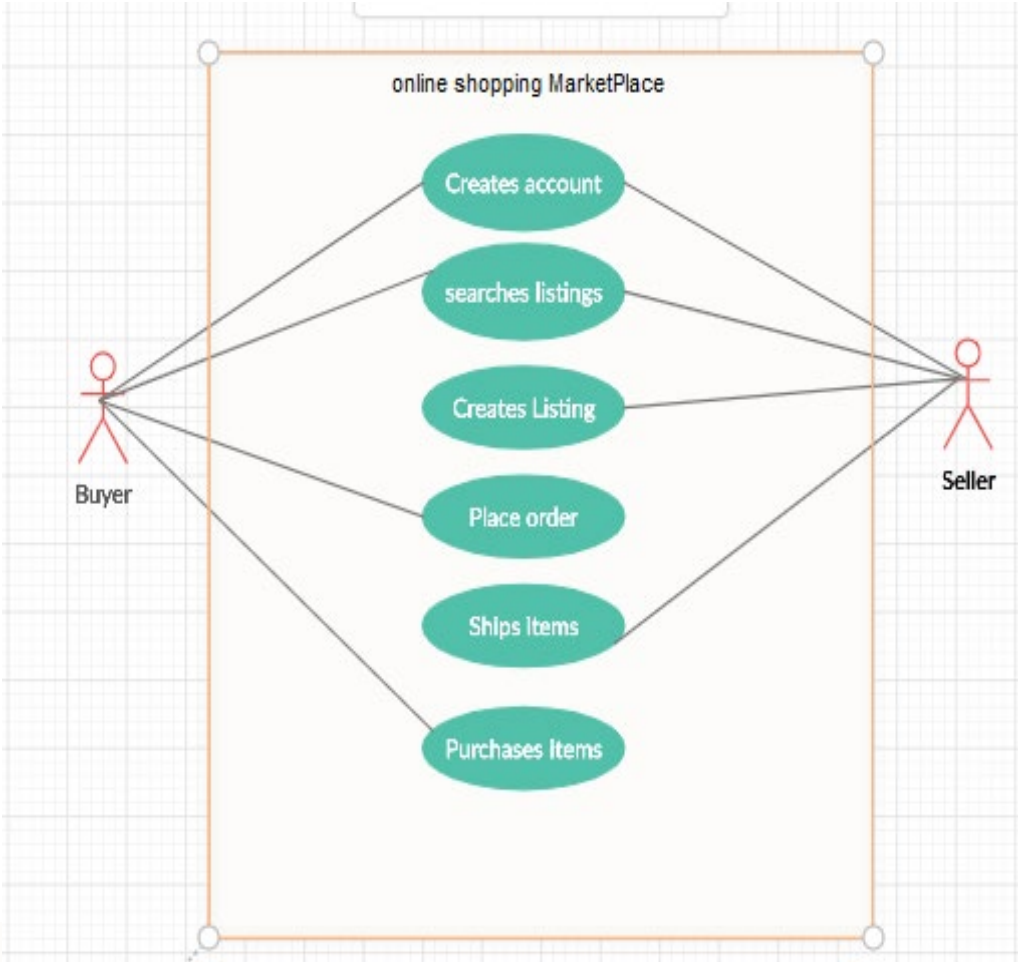 online shopping MarketPlace
Creates account
searches listings
Creates Listing
Buyer
Seller
Place order
Ships items
Purchases Items